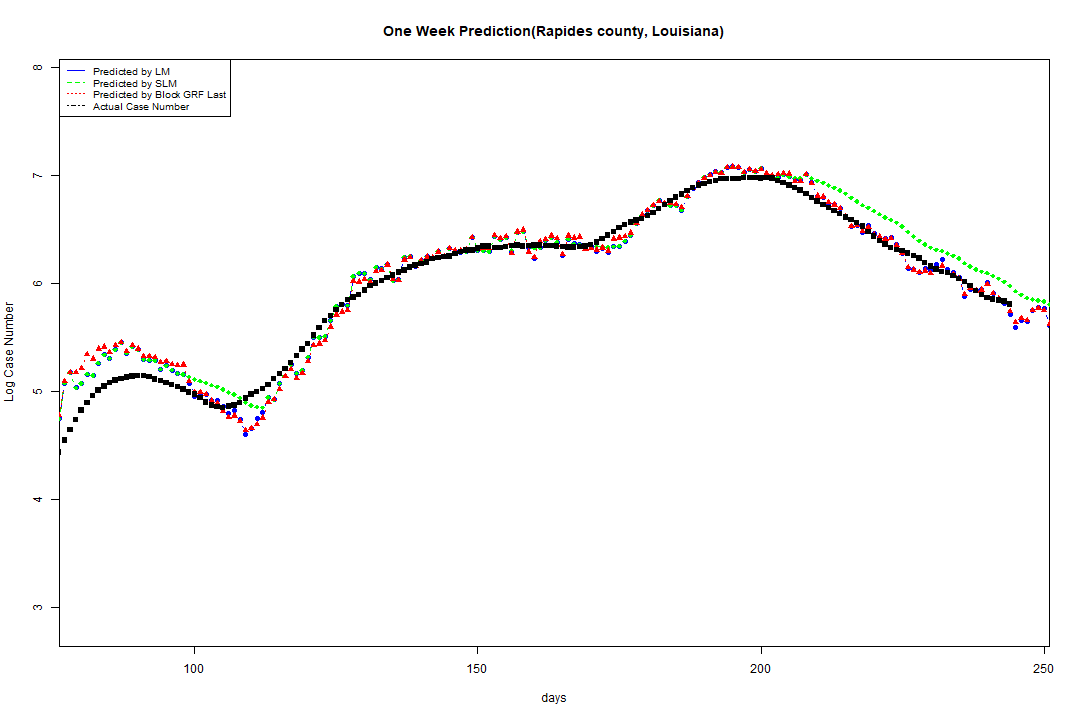 One Week Prediction(Rapides county, Louisiana)
Predicted by LM
Predicted by SLM
Predicted by Block GRF Last
Actual Case Number
Log Case Number
8
7
6
5
4
3
100 150 200 250
days